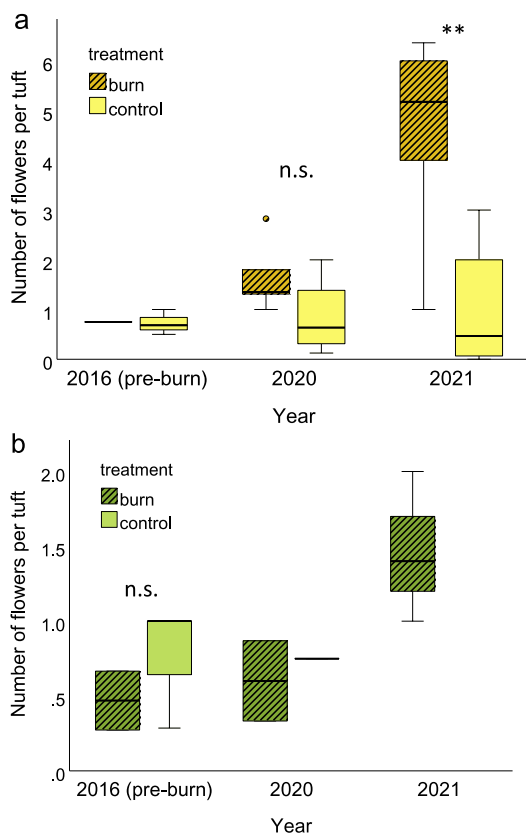 a
Number of flowers per tuft
6
5
4
3
2
1
0
treatment
burn
control
n.s.
**
2016 (pre-burn) 2020 2021
Year
b
Number of flowers per tuft
2.0
1.5
1.0
.5
.0
treatment
burn
control
n.s.
2016 (pre-burn) 2020 2021
Year